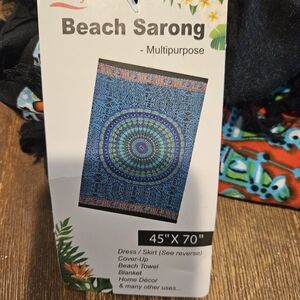 Beach Sarong
- Multipurpose
45" X 70"
Dress / Skirt (See reverse)
Cover-Up
Beach Towel
Blanket
Home Décor
& many other uses...